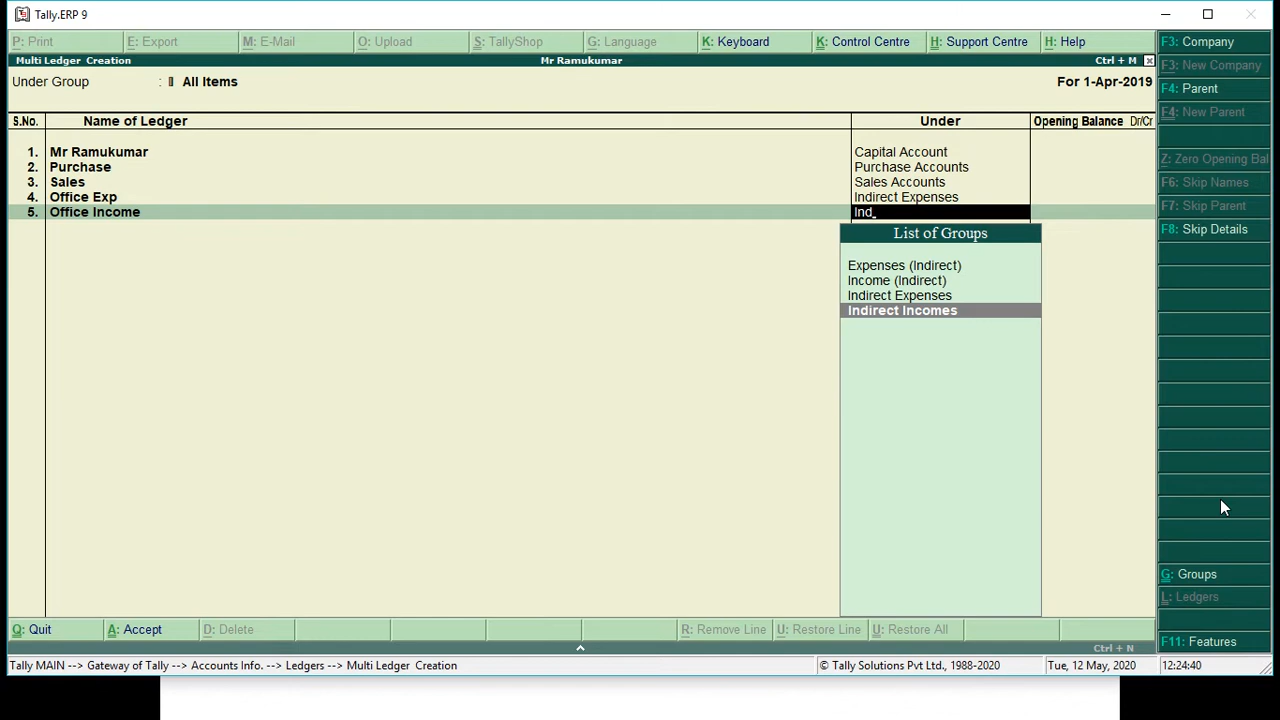 Tally.ERP 9
P: Print E: Export M: E-Mail O: Upload S: TallyShop G: Language K: Keyboard K: Control Centre H: Support Centre H: Help
F3: Company
Multi Ledger Creation Mr Ramukumar Ctrl + M
F3: New Company
Under Group : All Items For 1-Apr-2019
F4: Parent
F4: New Parent
S.No. Name of Ledger Under Opening Balance Dr/Cr
1. Mr Ramukumar Capital Account
Z: Zero Opening Bal
2. Purchase Purchase Accounts
3. Sales Sales Accounts
F6: Skip Names
4. Office Exp Indirect Expenses
F7: Skip Parent
5. Office Income Ind
F8: Skip Details
List of Groups
Expenses (Indirect)
Income (Indirect)
Indirect Expenses
Indirect Incomes
G: Groups
L: Ledgers
Q: Quit A: Accept D: Delete R: Remove Line U: Restore Line U: Restore All
F11: Features
Ctrl + N
Tally MAIN --> Gateway of Tally --> Accounts Info. --> Ledgers --> Multi Ledger Creation © Tally Solutions Pvt Ltd., 1988-2020 Tue, 12 May, 2020 12:24:40